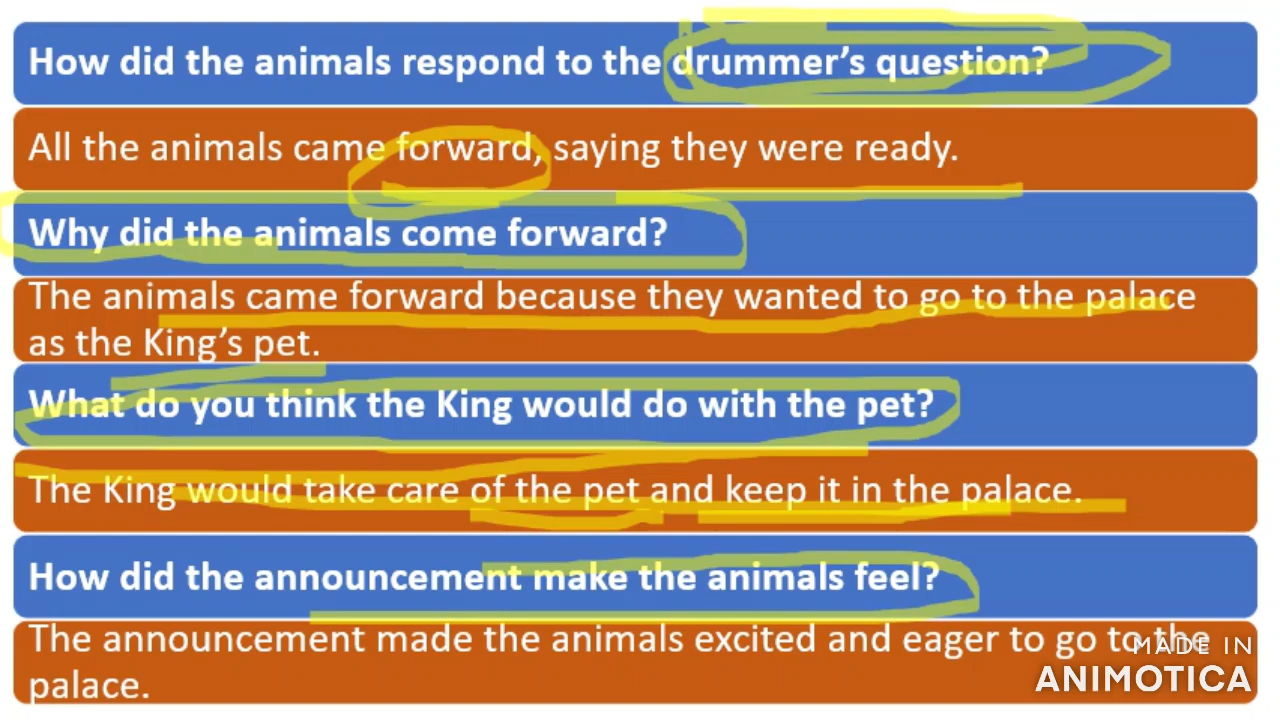 How did the animals respond to the drummer’s question?
All the animals came forward, saying they were ready.
Why did the animals come forward?
The animals came forward because they wanted to go to the palace
as the King’s pet.
What do you think the King would do with the pet?
The King would take care of the pet and keep it in the palace.
How did the announcement make the animals feel?
The announcement made the animals excited and eager to go to the
palace.
MADE IN
ANIMOTICA